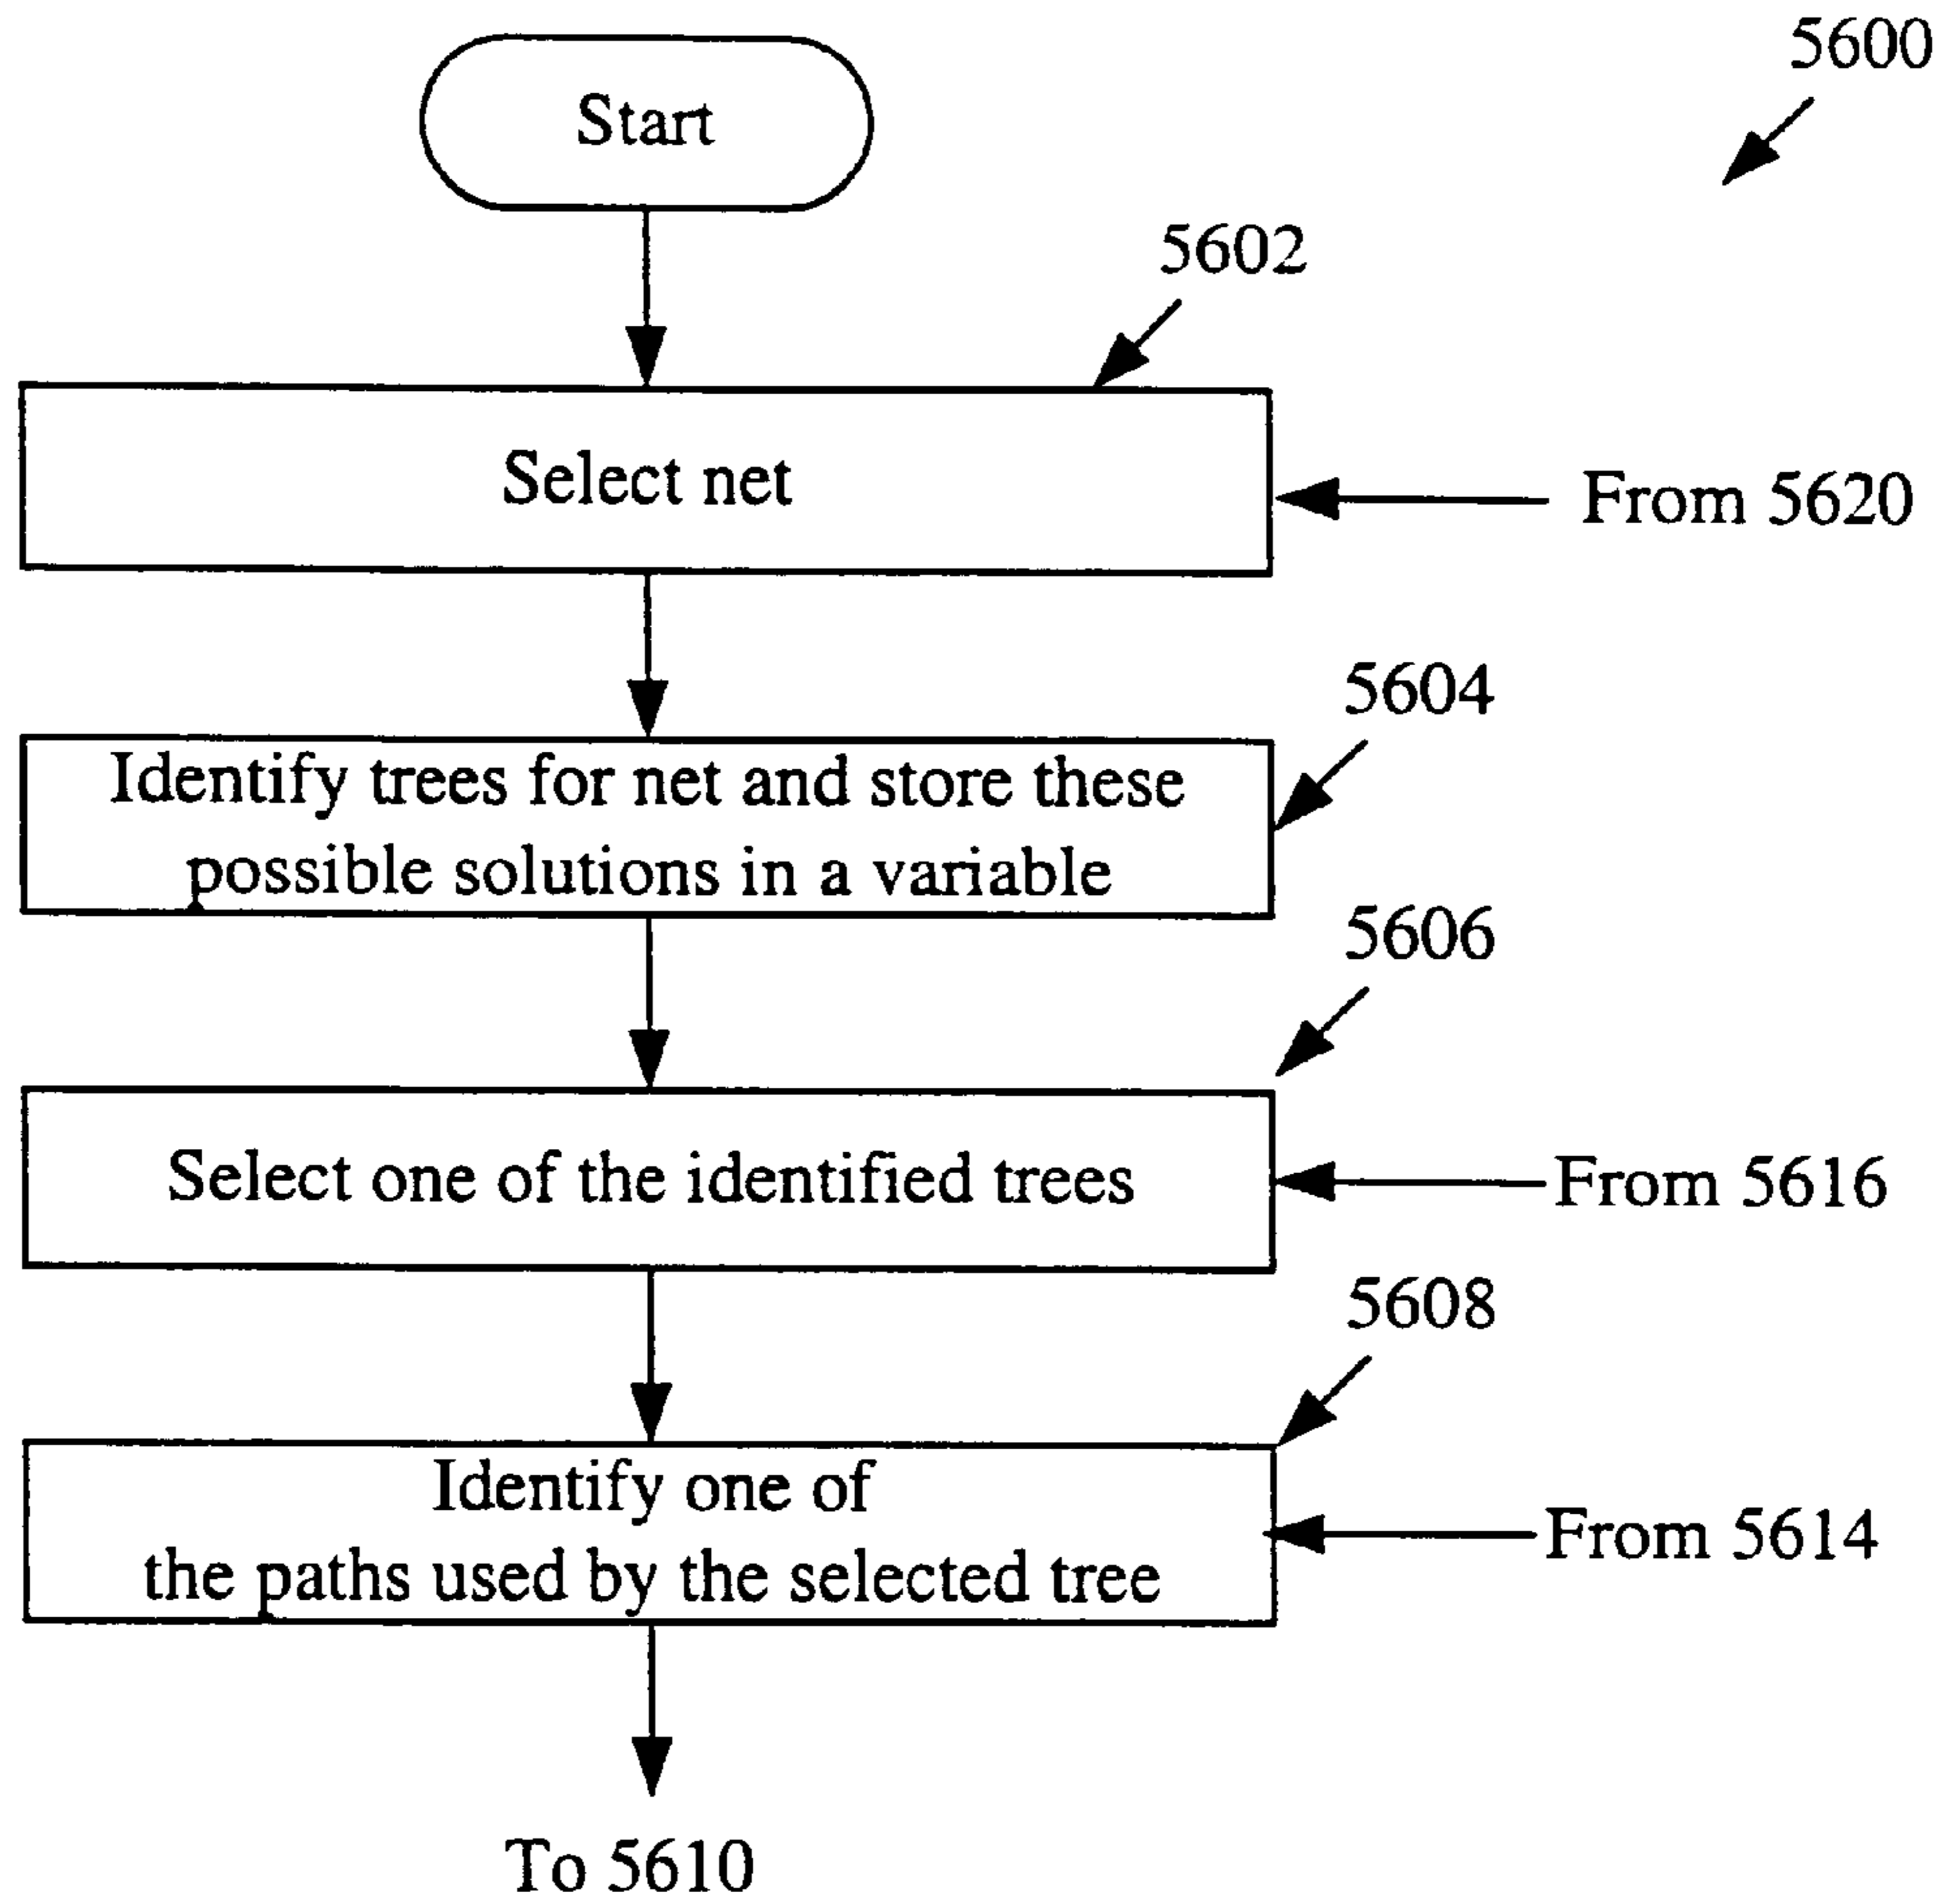 5600
Start
5602
Select net
From 5620
5604
Identify trees for net and store these
possible solutions in a variable
5606
Select one of the identified trees
From 5616
5608
Identify one of
the paths used by the selected tree
From 5614
To 5610